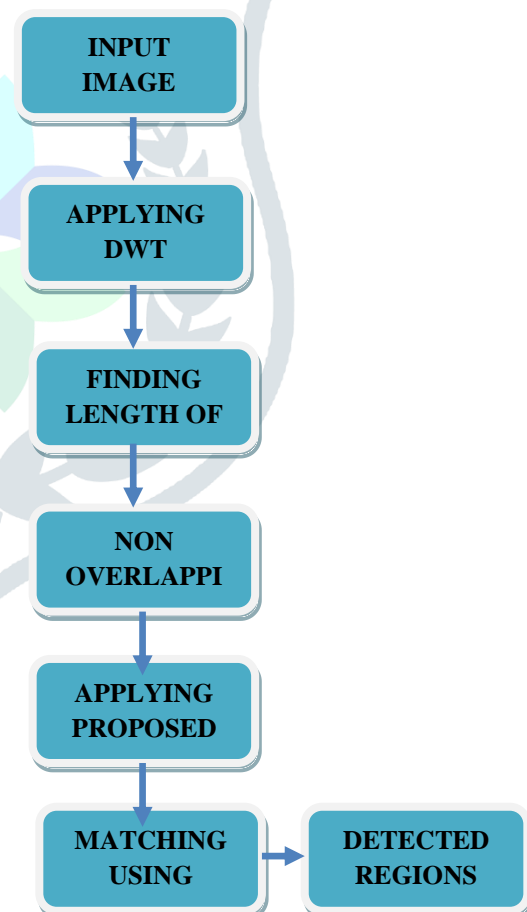 INPUT
IMAGE
APPLYING
DWT
FINDING
LENGTH OF
NON
OVERLAPPI
APPLYING
PROPOSED
MATCHING
USING
DETECTED
REGIONS